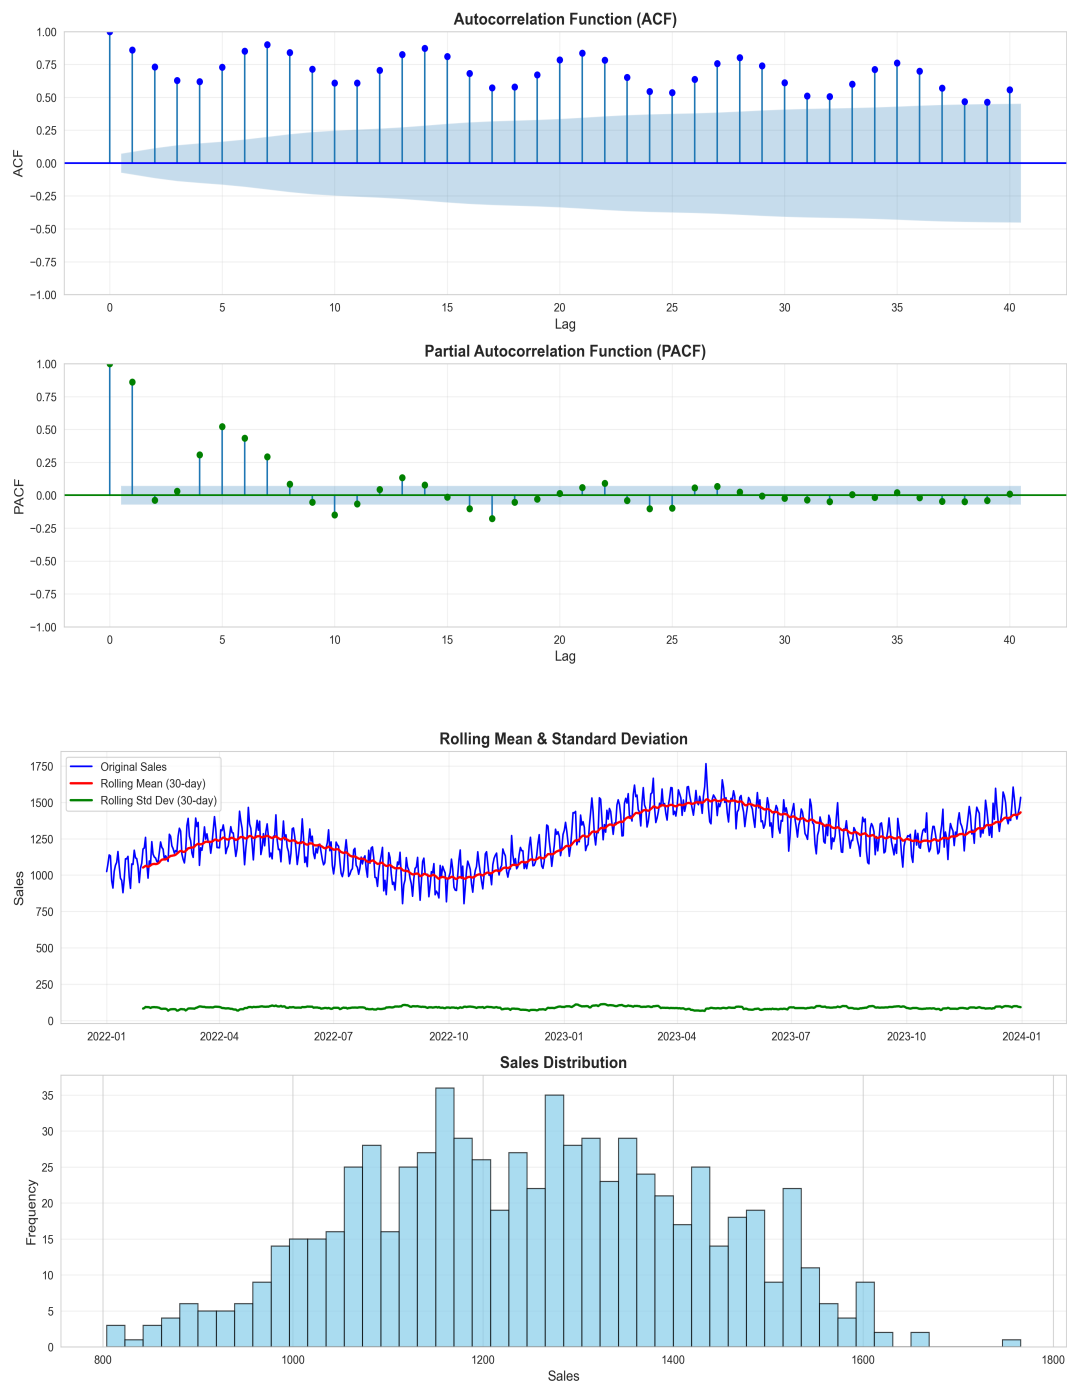 Autocorrelation Function (ACF)
1.00
0.75
0.50
0.25
0.00
−0.25
−0.50
−0.75
−1.00
ACF
0 5 10 15 20 25 30 35 40
Lag
Partial Autocorrelation Function (PACF)
1.00
0.75
0.50
0.25
0.00
−0.25
−0.50
−0.75
−1.00
PACF
0 5 10 15 20 25 30 35 40
Lag
Rolling Mean & Standard Deviation
Original Sales
Rolling Mean (30-day)
Rolling Std Dev (30-day)
1750
1500
1250
1000
750
500
250
0
Sales
2022-01 2022-04 2022-07 2022-10 2023-01 2023-04 2023-07 2023-10 2024-01
Sales Distribution
35
30
25
20
15
10
5
0
Frequency
800 1000 1200 1400 1600 1800
Sales